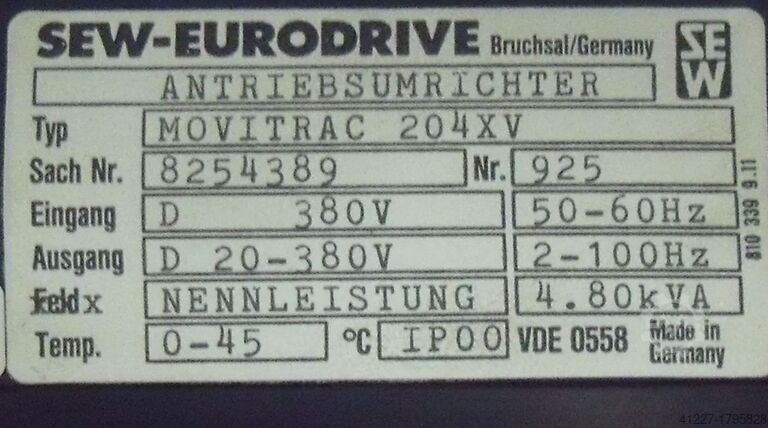 SEW-EURODRIVE Bruchsal/Germany
SEW
ANTRIEBSUMRICHTER
Typ MOVITRAC 204XV
Sach Nr. 8254389 Nr. 925
Eingang D 380V 50-60Hz
Ausgang D 20-380V 2-100Hz
Feld x NENNLEISTUNG 4.80kVA
Temp. 0-45 °C IP00 VDE 0558 Made in Germany
810 339 9.11
41227-1795828